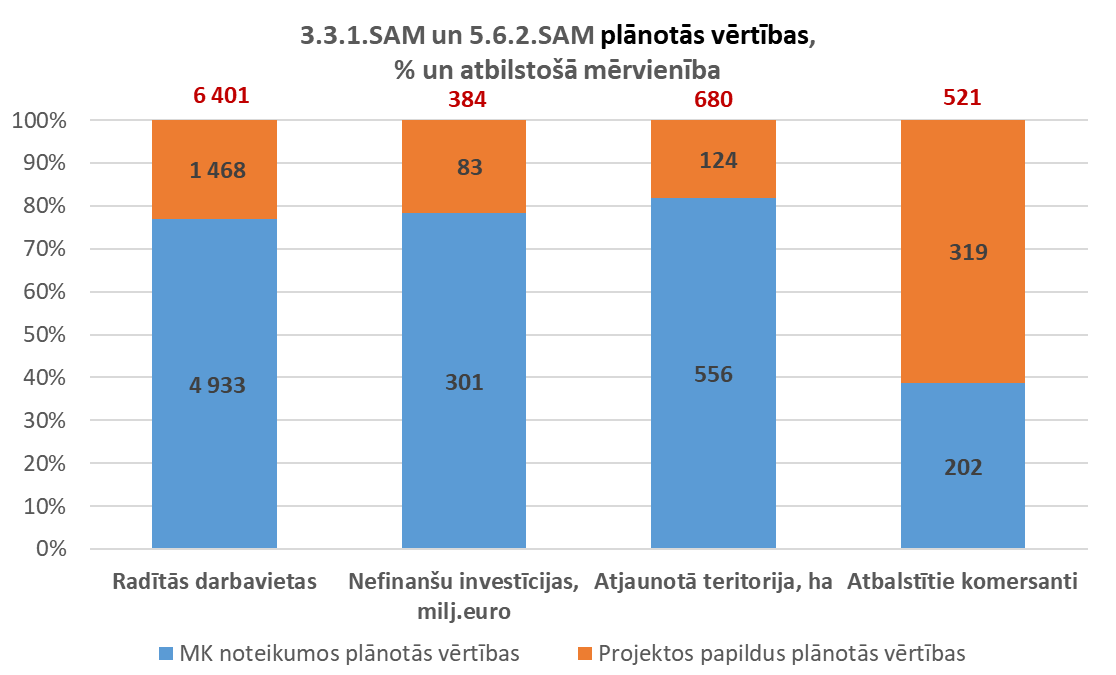 3.3.1.SAM un 5.6.2.SAM plānotās vērtības,
% un atbilstošā mērvienība
6 401
384
680
521
100%
90%
80%
70%
60%
50%
40%
30%
20%
10%
0%
1 468
83
124
319
4 933
301
556
202
Radītās darbavietas
Nefinanšu investīcijas,
milj.euro
Atjaunotā teritorija, ha
Atbalstītie komersanti
MK noteikumos plānotās vērtības
Projektos papildus plānotās vērtības